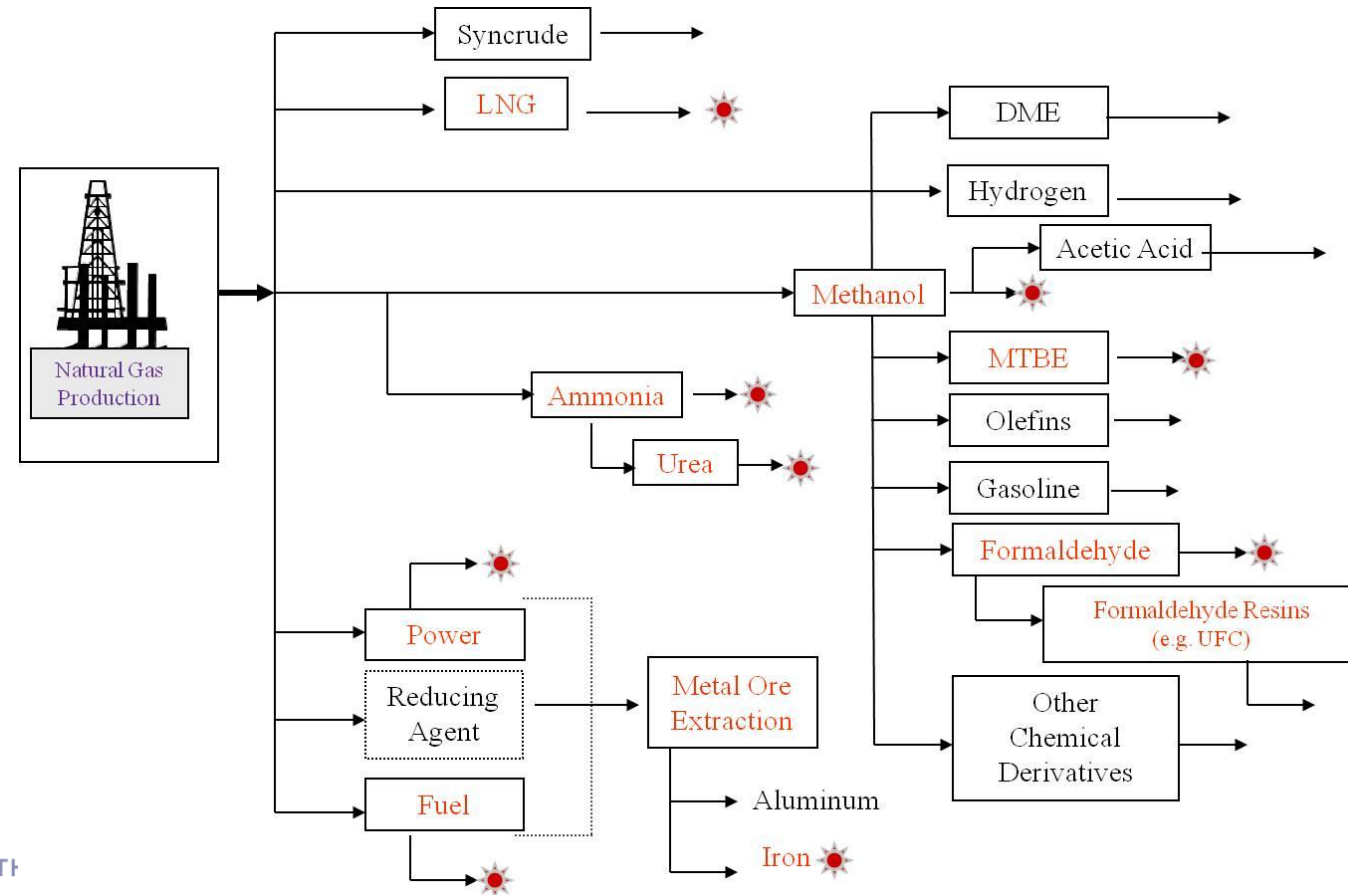 Syncrude
LNG
DME
Hydrogen
Acetic Acid
Methanol
Natural Gas
Production
MTBE
Ammonia
Olefins
Urea
Gasoline
Formaldehyde
Formaldehyde Resins
(e.g. UFC)
Power
Reducing
Agent
Metal Ore
Extraction
Other
Chemical
Derivatives
Fuel
Aluminum
Iron